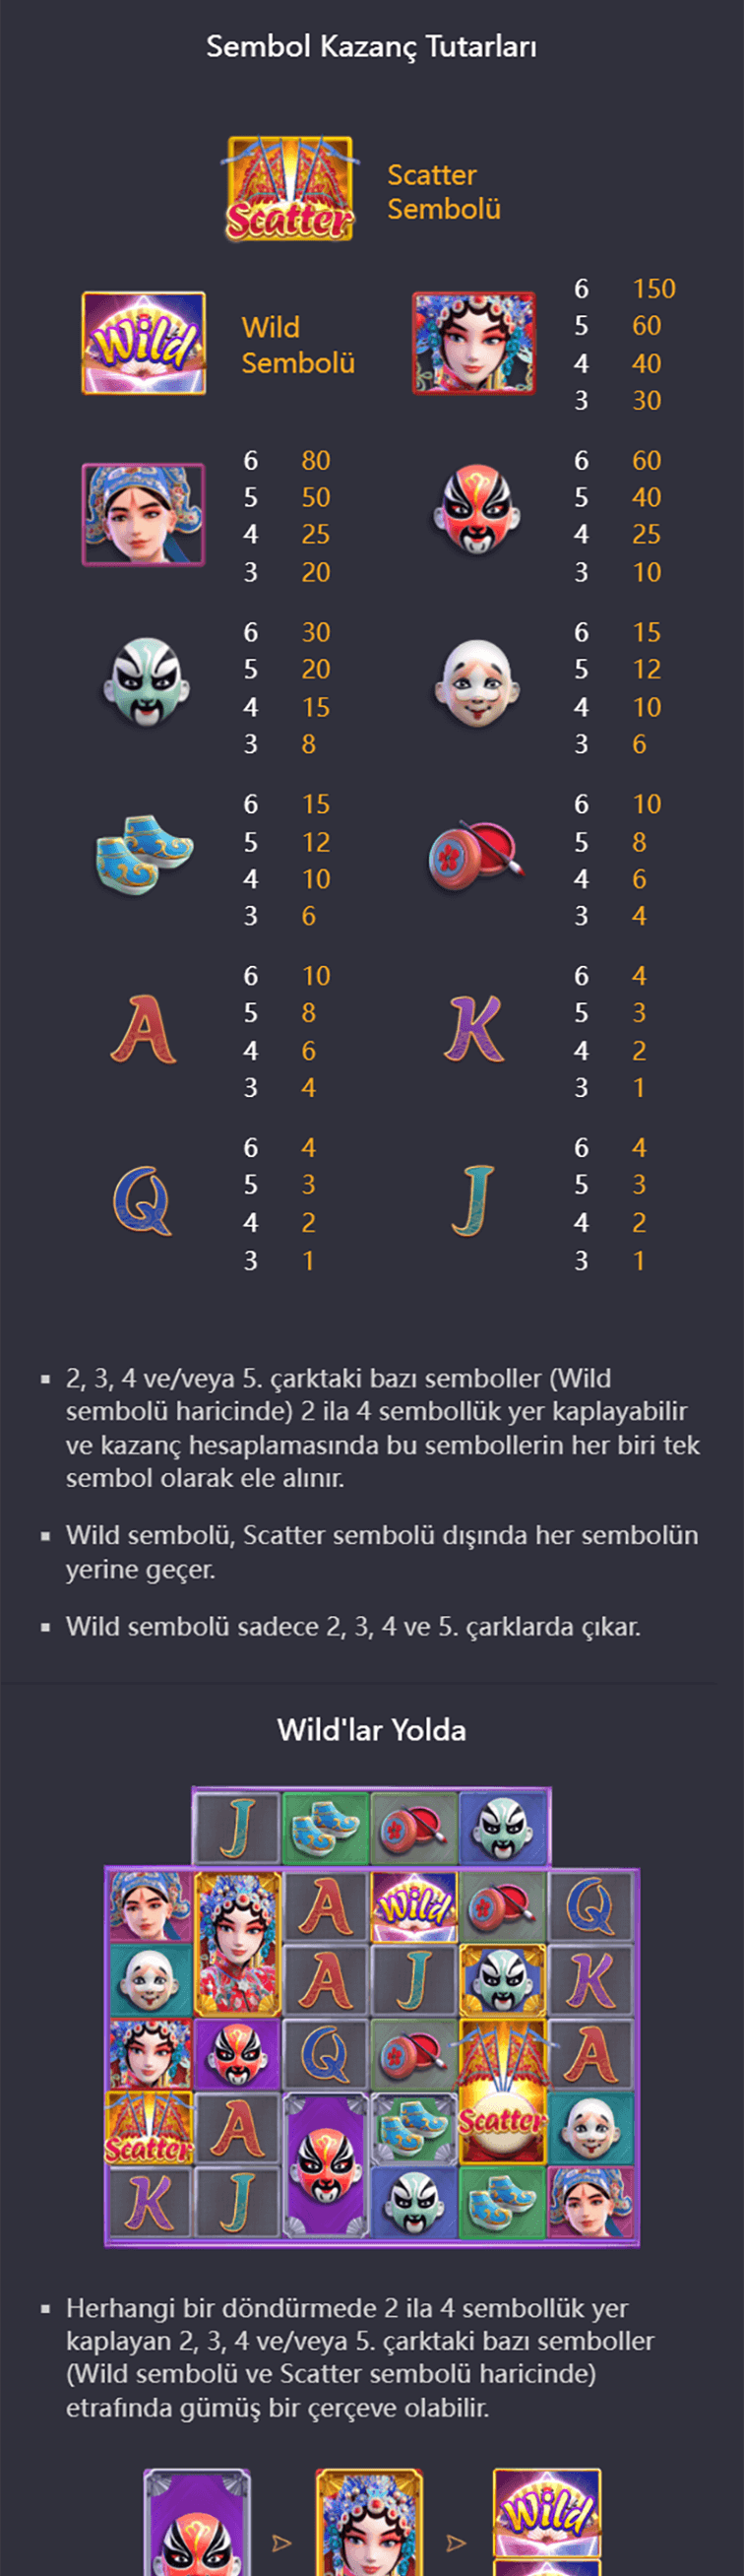 Sembol Kazanç Tutarları
Scatter
Scatter
Sembolü
Wild
Wild
Sembolü
6 150
5 60
4 40
3 30
6 80
5 50
4 25
3 20
6 60
5 40
4 25
3 10
6 30
5 20
4 15
3 8
6 15
5 12
4 10
3 6
6 15
5 12
4 10
3 6
6 10
5 8
6 4
4 6
3 4
A
6 10
5 8
4 6
3 4
K
6 4
5 3
4 2
3 1
Q
6 4
5 3
4 2
3 1
J
6 4
5 3
4 2
3 1
▪ 2, 3, 4 ve/veya 5. çarktaki bazı semboller (Wild
sembolü haricinde) 2 ila 4 sembollük yer kaplayabilir
ve kazanç hesaplamasında bu sembollerin her biri tek
sembol olarak ele alınır.
▪ Wild sembolü, Scatter sembolü dışında her sembolün
yerine geçer.
▪ Wild sembolü sadece 2, 3, 4 ve 5. çarklarda çıkar.
Wild'lar Yolda
J
A Wild Q
A J K
Q A
Scatter A Scatter
K J
▪ Herhangi bir döndürmede 2 ila 4 sembollük yer
kaplayan 2, 3, 4 ve/veya 5. çarktaki bazı semboller
(Wild sembolü ve Scatter sembolü haricinde)
etrafında gümüş bir çerçeve olabilir.
Wild